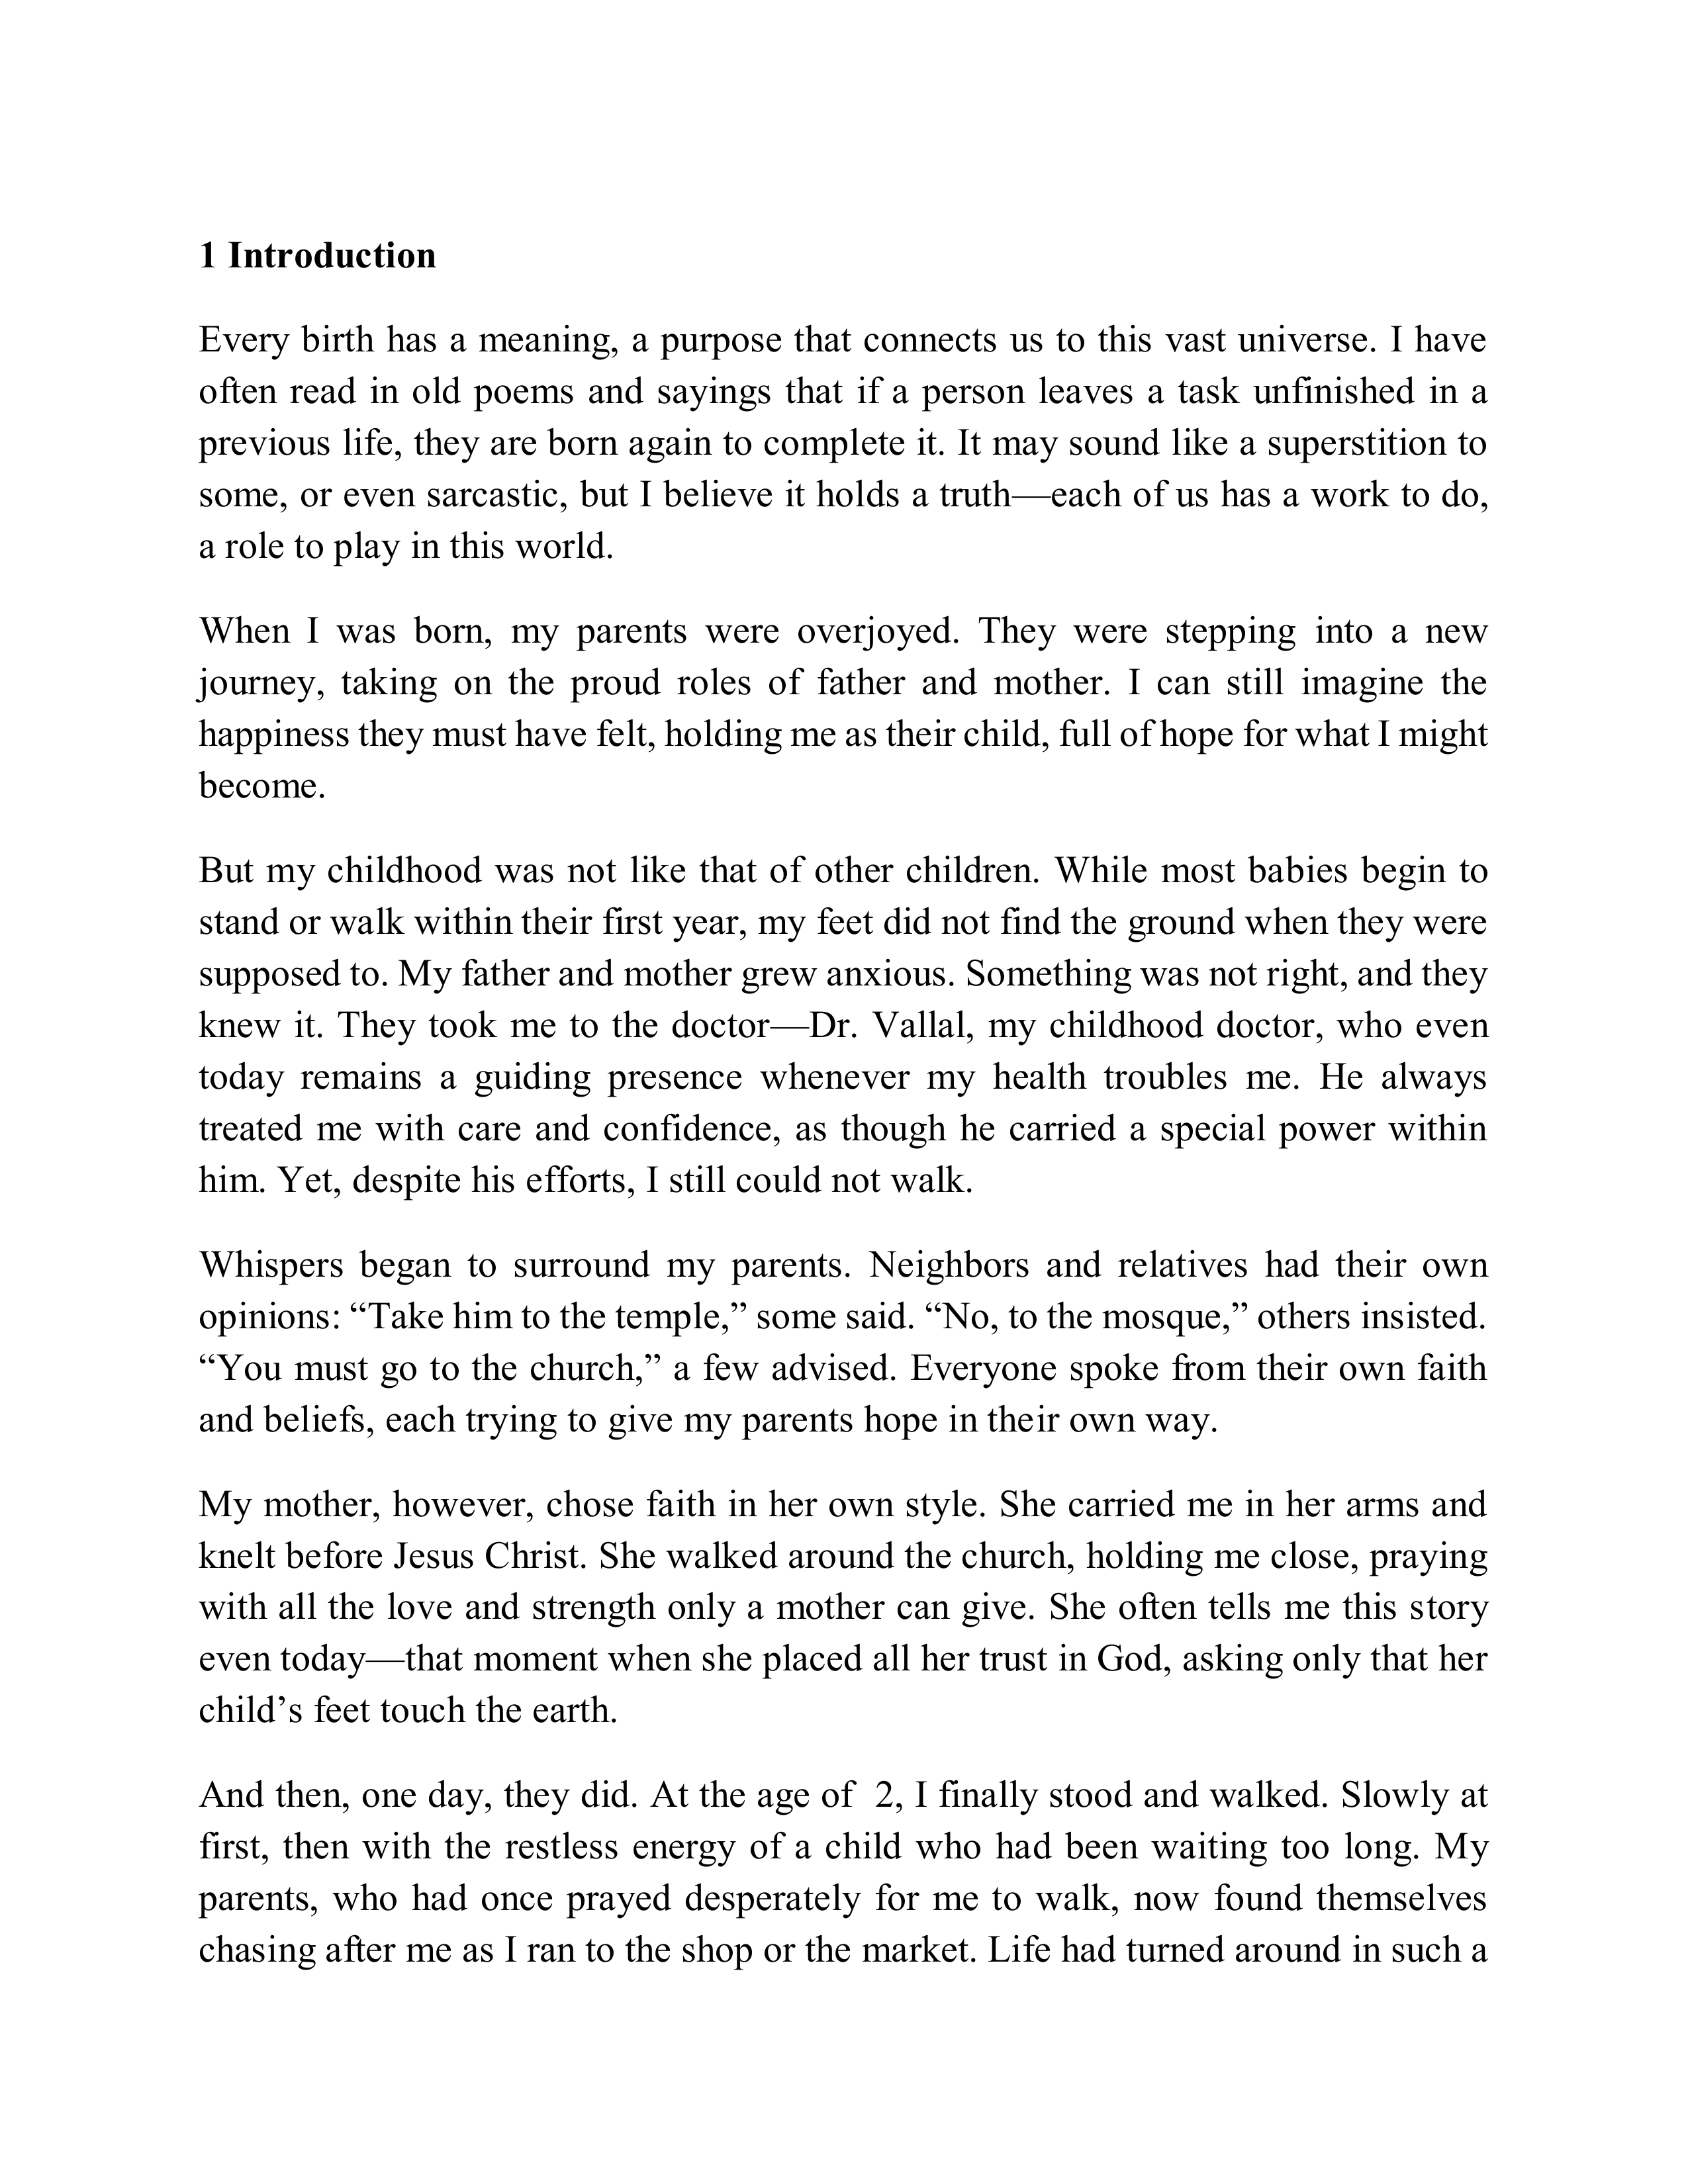 1 Introduction
Every birth has a meaning, a purpose that connects us to this vast universe. I have
often read in old poems and sayings that if a person leaves a task unfinished in a
previous life, they are born again to complete it. It may sound like a superstition to
some, or even sarcastic, but I believe it holds a truth—each of us has a work to do,
a role to play in this world.
When I was born, my parents were overjoyed. They were stepping into a new
journey, taking on the proud roles of father and mother. I can still imagine the
happiness they must have felt, holding me as their child, full of hope for what I might
become.
But my childhood was not like that of other children. While most babies begin to
stand or walk within their first year, my feet did not find the ground when they were
supposed to. My father and mother grew anxious. Something was not right, and they
knew it. They took me to the doctor—Dr. Vallal, my childhood doctor, who even
today remains a guiding presence whenever my health troubles me. He always
treated me with care and confidence, as though he carried a special power within
him. Yet, despite his efforts, I still could not walk.
Whispers began to surround my parents. Neighbors and relatives had their own
opinions: “Take him to the temple,” some said. “No, to the mosque,” others insisted.
“You must go to the church,” a few advised. Everyone spoke from their own faith
and beliefs, each trying to give my parents hope in their own way.
My mother, however, chose faith in her own style. She carried me in her arms and
knelt before Jesus Christ. She walked around the church, holding me close, praying
with all the love and strength only a mother can give. She often tells me this story
even today—that moment when she placed all her trust in God, asking only that her
child’s feet touch the earth.
And then, one day, they did. At the age of  2, I finally stood and walked. Slowly at
first, then with the restless energy of a child who had been waiting too long. My
parents, who had once prayed desperately for me to walk, now found themselves
chasing after me as I ran to the shop or the market. Life had turned around in such a